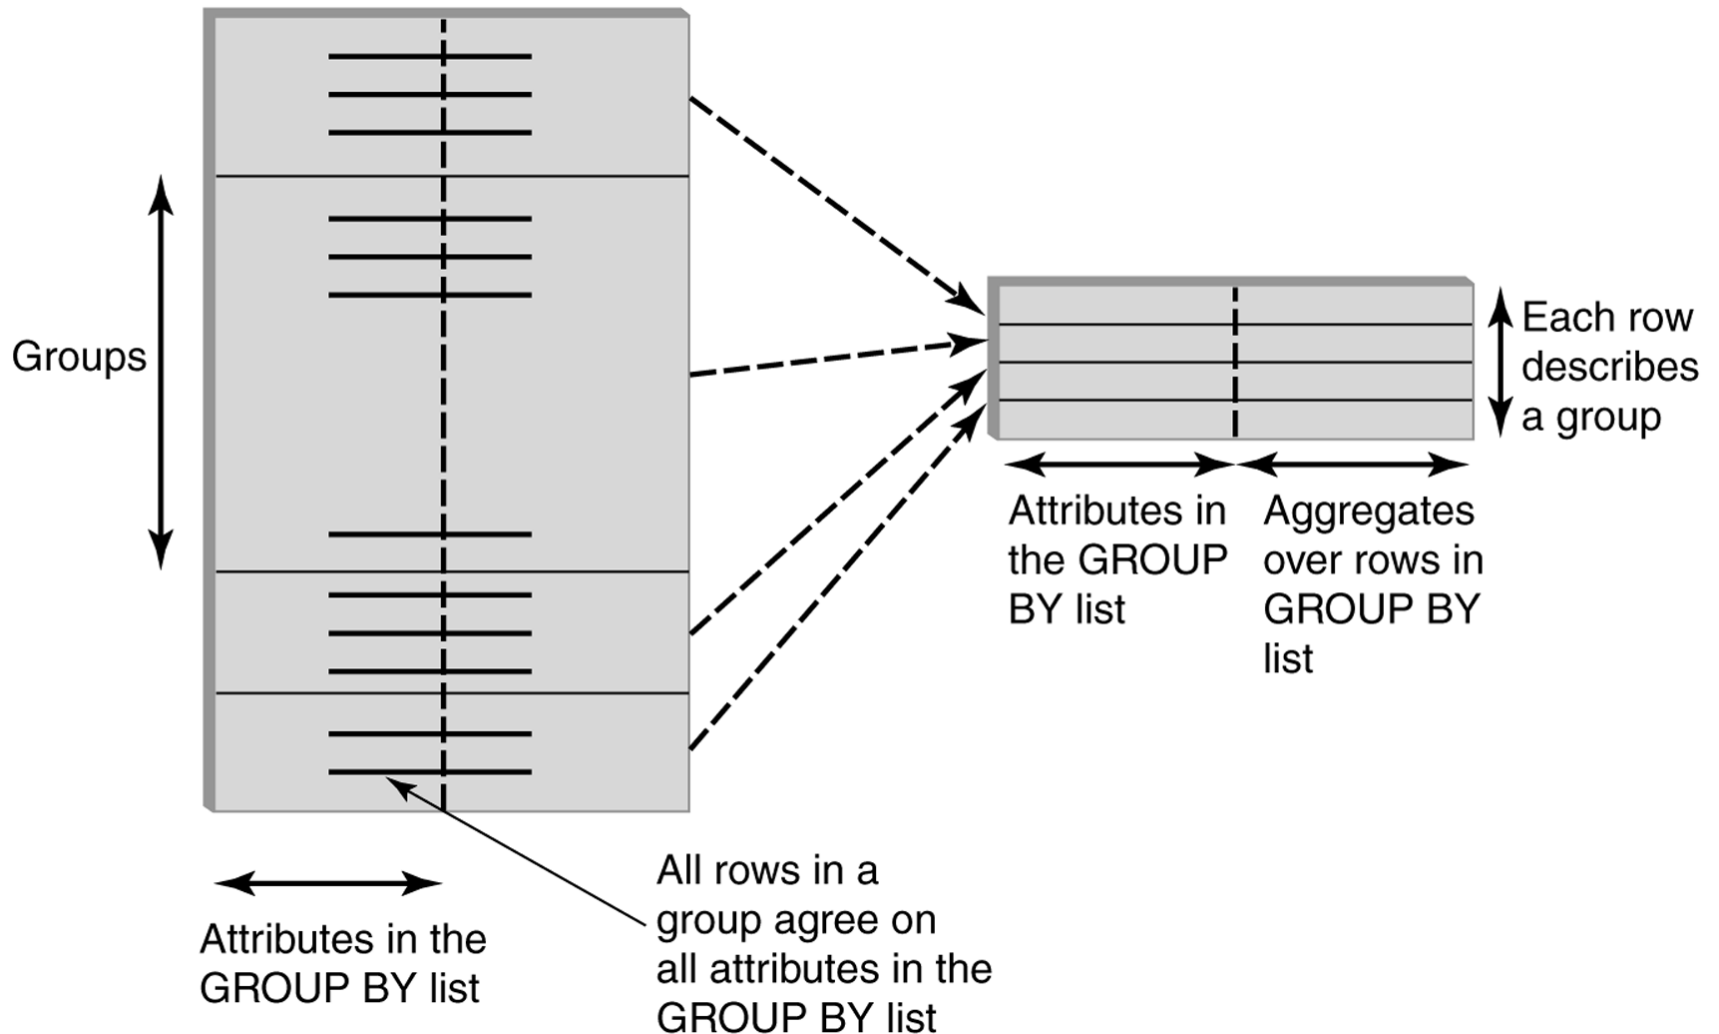 Groups
Each row
describes
a group
Attributes in
the GROUP
BY list
Aggregates
over rows in
GROUP BY
list
Attributes in the
GROUP BY list
All rows in a
group agree on
all attributes in the
GROUP BY list